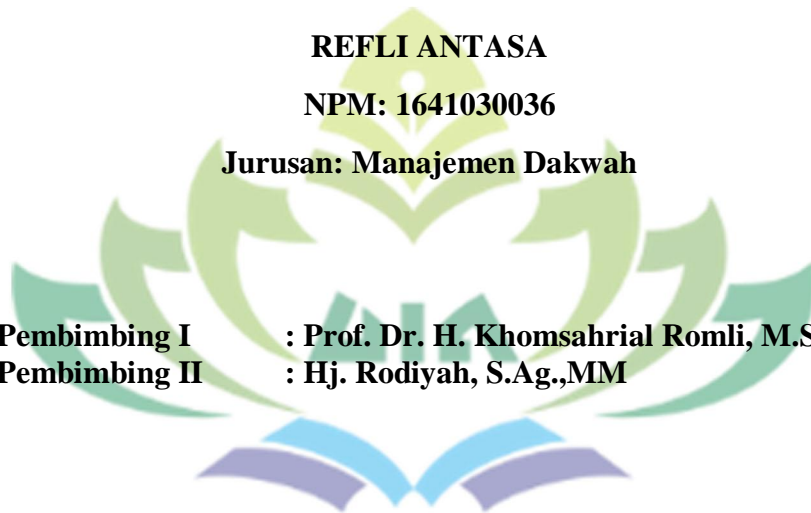 REFLI ANTASA
NPM: 1641030036
Jurusan: Manajemen Dakwah
Pembimbing I : Prof. Dr. H. Khomsahrial Romli, M.S
Pembimbing II : Hj. Rodiyah, S.Ag.,MM